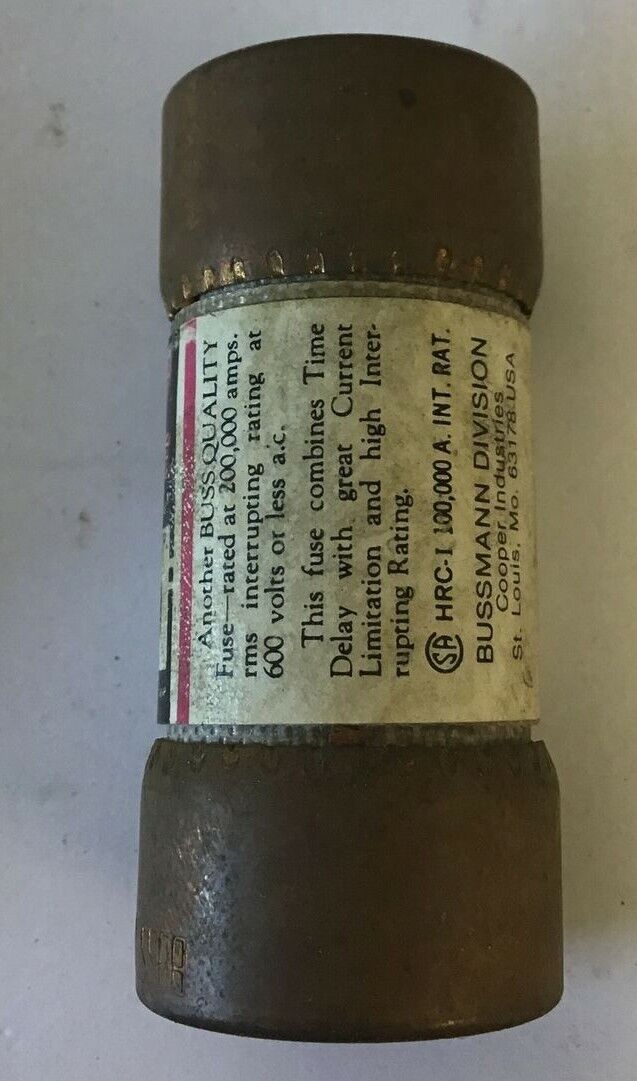 Another BUSS QUALITY
Fuse—rated at 200,000 amps.
rms interrupting rating at
600 volts or less a.c.
This fuse combines Time
Delay with great Current
Limitation and high Inter-
rupting Rating.
SA HRC-I 100,000 A. INT. RAT.
BUSSMANN DIVISION
Cooper Industries
St. Louis, Mo. 63178 USA